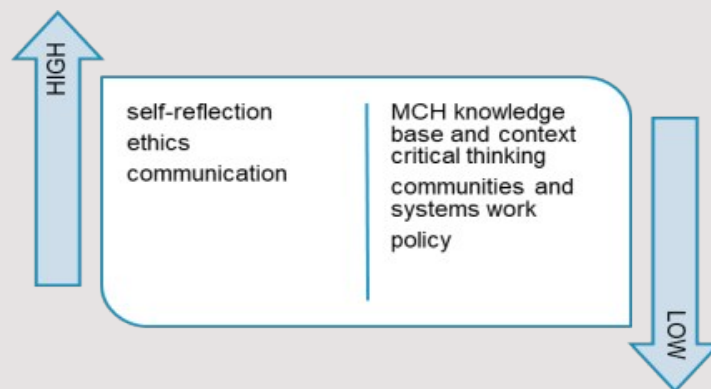 HIGH
self-reflection
ethics
communication
MCH knowledge
base and context
critical thinking
communities and
systems work
policy
LOW